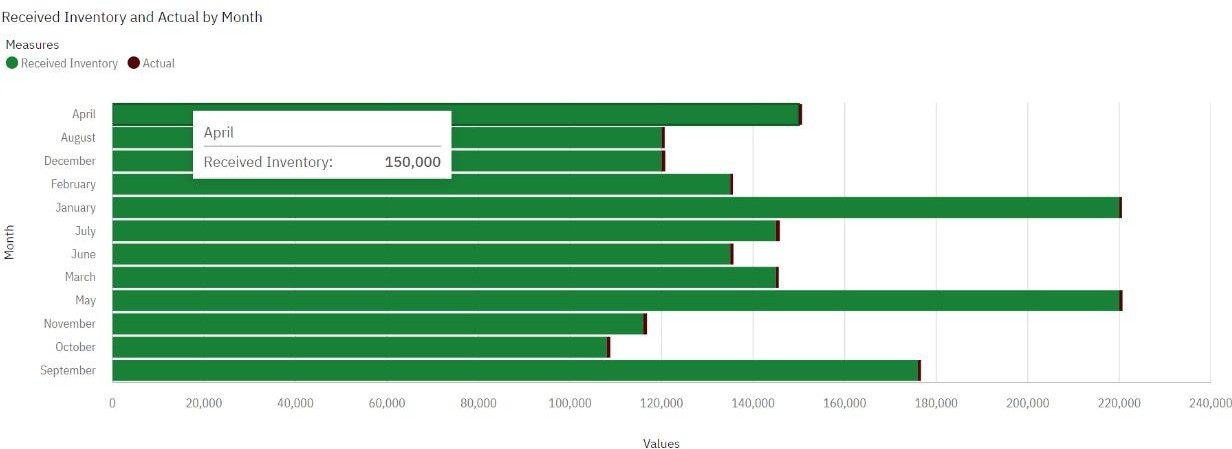 Received Inventory and Actual by Month
Measures
Received Inventory Actual
April
August
December
February
January
July
June
March
May
November
October
September
Month
April
Received Inventory: 150,000
0 20,000 40,000 60,000 80,000 100,000 120,000 140,000 160,000 180,000 200,000 220,000 240,000
Values